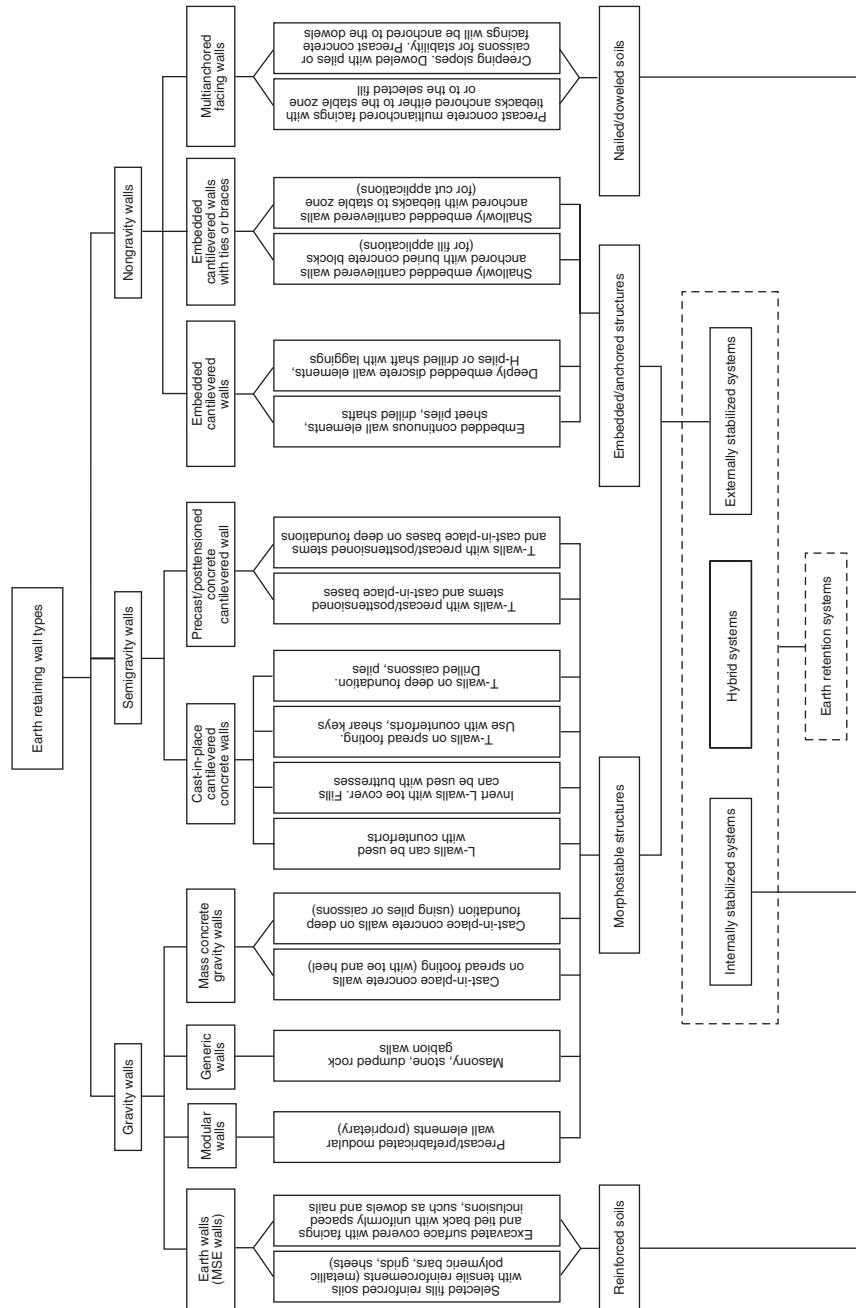 Earth retaining wall types
Gravity walls
Semigravity walls
Nongravity walls
Earth walls
(MSE walls)
Modular
walls
Generic
walls
Mass concrete
gravity walls
Cast-in-place
cantilevered
concrete walls
Precast/posttensioned
concrete
cantilevered wall
Embedded
cantilevered
walls
Embedded
cantilevered walls
with ties or braces
Multianchored
facing walls
Selected fills reinforced soils
with tensile reinforcements (metallic
polymeric bars, grids, sheets)
Excavated surface covered with facings
and tied back with uniformly spaced
inclusions, such as dowels and nails
Precast/prefabricated modular
wall elements (proprietary)
Masonry, stone, dumped rock
gabion walls
Cast-in-place concrete walls
on spread footing (with toe and heel)
Cast-in-place concrete walls on deep
foundation (using piles or caissons)
L-walls can be used
with counterforts
Invert L-walls with toe cover. Fills
can be used with buttresses
T-walls on spread footing.
Use with counterforts, shear keys
T-walls on deep foundation.
Drilled caissons, piles
T-walls with precast/posttensioned
stems and cast-in-place bases
T-walls with precast/posttensioned stems
and cast-in-place bases on deep foundations
Embedded continuous wall elements,
sheet piles, drilled shafts
Deeply embedded discrete wall elements,
H-piles or drilled shaft with laggings
Shallowly embedded cantilevered walls
anchored with buried concrete blocks
(for fill applications)
Shallowly embedded cantilevered walls
anchored with tiebacks to stable zone
(for cut applications)
Precast concrete multianchored facings with
tiebacks anchored either to the stable zone
or to the selected
fill
Creeping slopes. Doweled with piles or
caissons for stability. Precast concrete
facings will be anchored to the dowels
Reinforced soils
Morphostable structures
Embedded/anchored structures
Nailed/doweled soils
Internally stabilized systems
Hybrid systems
Externally stabilized systems
Earth retention systems